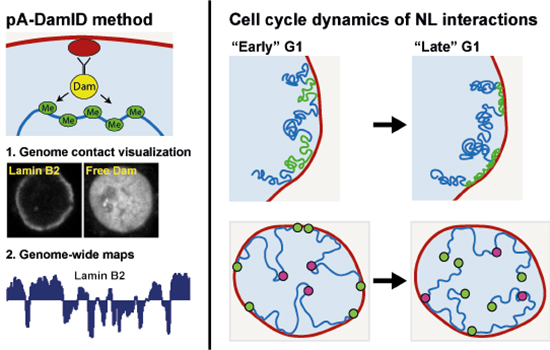 pA-DamID method
Dam
Me Me Me Me Me
1. Genome contact visualization
Lamin B2 Free Dam
2. Genome-wide maps
Lamin B2
Cell cycle dynamics of NL interactions
“Early” G1 “Late” G1